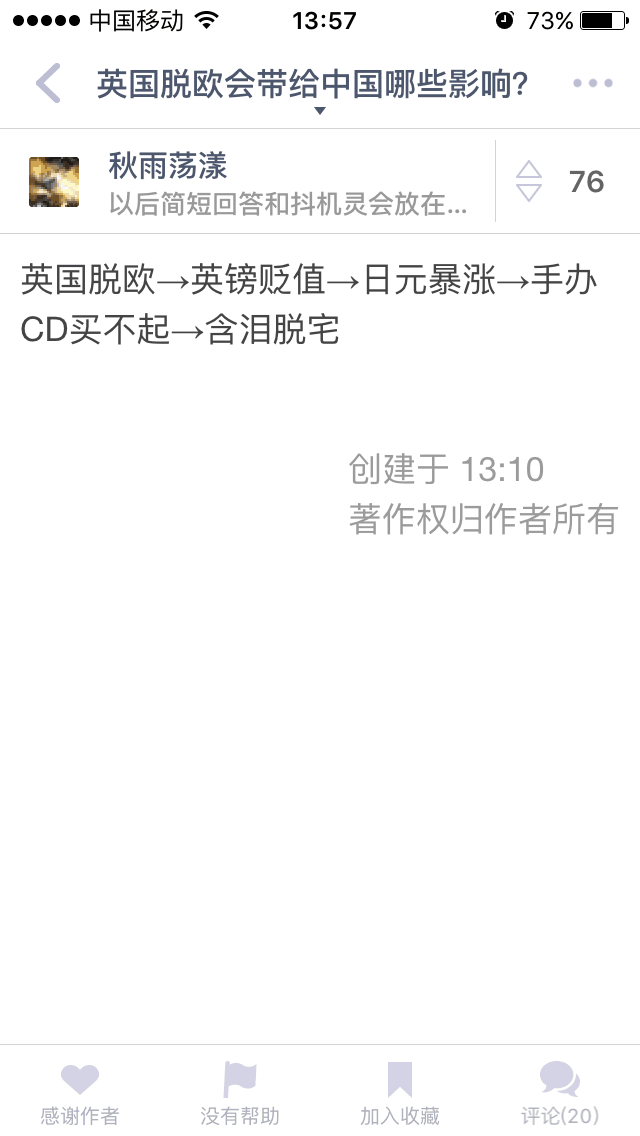 中国移动 13:57 73%
英国脱欧会带给中国哪些影响?
秋雨荡漾
以后简短回答和抖机灵会放在...
76
英国脱欧→英镑贬值→日元暴涨→手办
CD买不起→含泪脱宅
创建于 13:10
著作权归作者所有
感谢作者 没有帮助 加入收藏 评论(20)